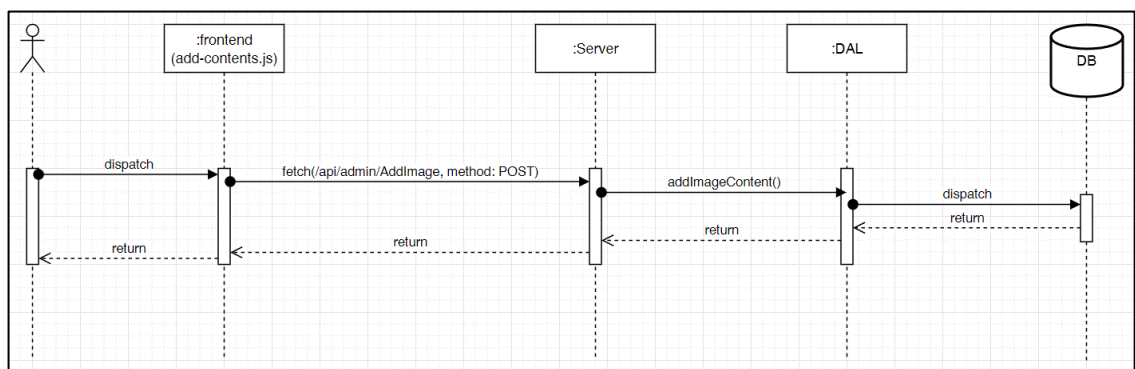 :frontend
(add-contents.js)
:Server
:DAL
DB
dispatch
fetch(/api/admin/AddImage, method: POST)
addImageContent()
dispatch
return
return
return
return